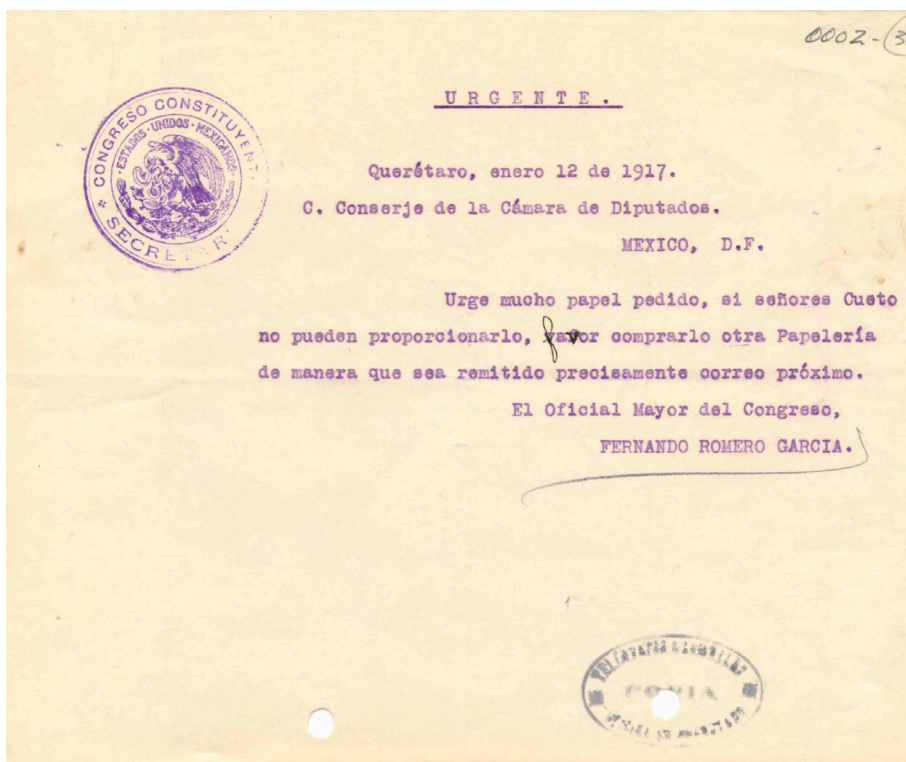 0002-(3
URGENTE.
CONGRESO CONSTITUYENT
ESTADOS · UNIDOS · MEXICANOS
SECRETAR
Querétaro, enero 12 de 1917.
C. Conserje de la Cámara de Diputados.
MEXICO, D.F.
Urge mucho papel pedido, si señores Cueto
no pueden proporcionarlo, favor comprarlo otra Papelería
de manera que sea remitido precisamente correo próximo.
El Oficial Mayor del Congreso,
FERNANDO ROMERO GARCIA.
COPIA